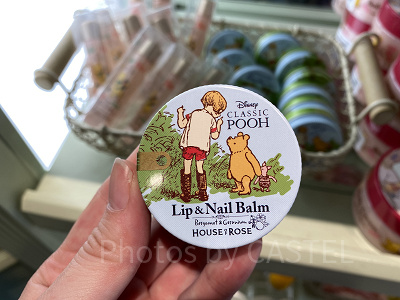 Disney
CLASSIC
POOH
Lip & Nail Balm
Bergamot & Geranium
HOUSE OF ROSE
Photos by CASTEL